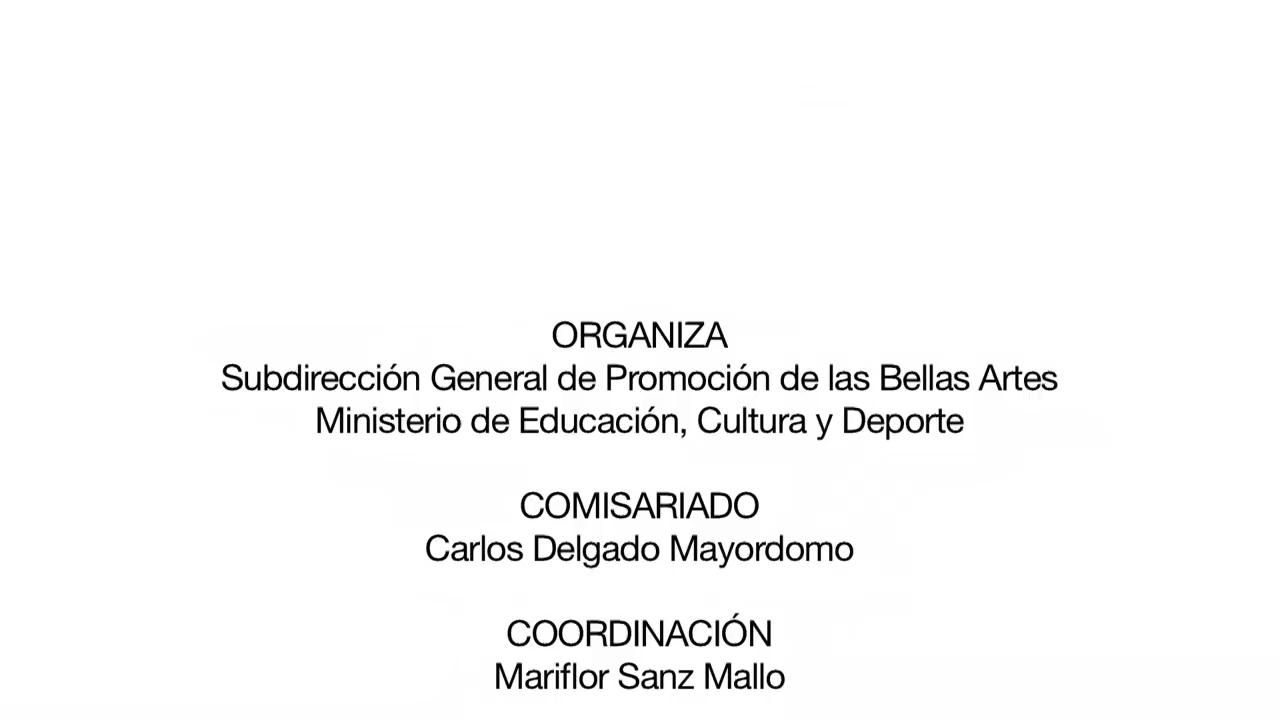 ORGANIZA
Subdirección General de Promoción de las Bellas Artes
Ministerio de Educación, Cultura y Deporte
COMISARIADO
Carlos Delgado Mayordomo
COORDINACIÓN
Mariflor Sanz Mallo